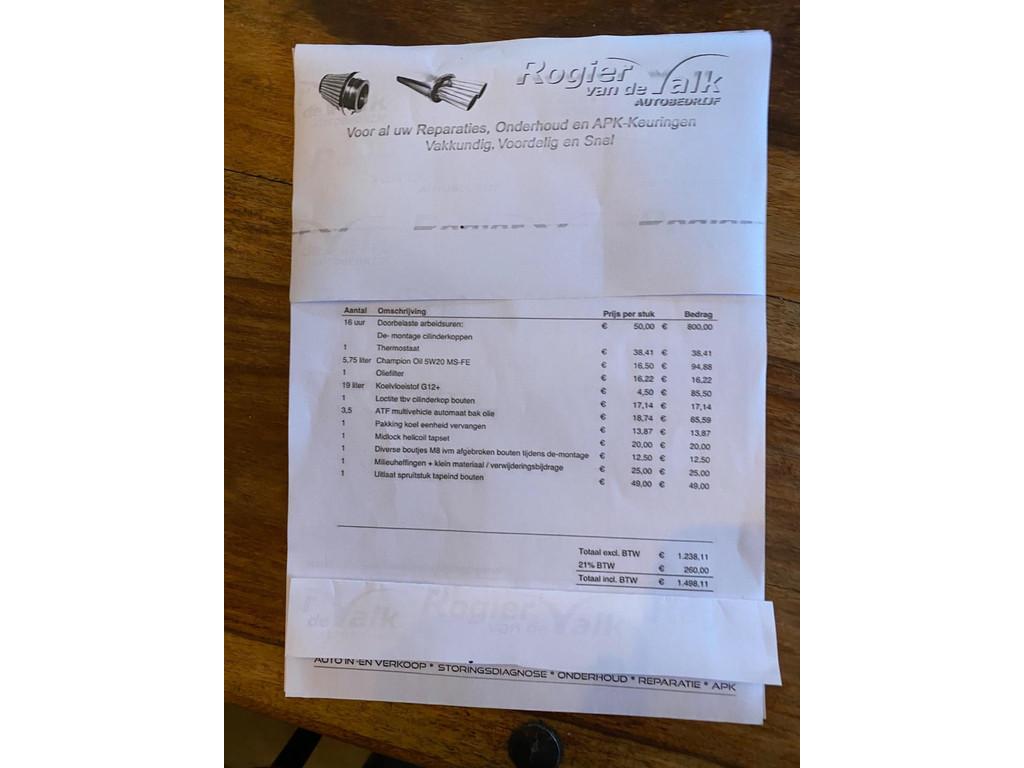 Rogier van de Valk
AUTOBEDRIJF
Voor al uw Reparaties, Onderhoud en APK-Keuringen
Vakkundig, Voordelig en Snel
Aantal Omschrijving Prijs per stuk Bedrag
16 uur Doorbelaste arbeidsuren: € 50,00 € 800,00
De- montage cilinderkoppen
1 Thermostaat € 38,41 € 38,41
5,75 liter Champion Oil 5W20 MS-FE € 16,50 € 94,88
1 Oliefilter € 16,22 € 16,22
19 liter Koelvloeistof G12+ € 4,50 € 85,50
1 Loctite tbv cilinderkop bouten € 17,14 € 17,14
3,5 ATF multivehicle automaat bak olie € 18,74 € 65,59
1 Pakking koel eenheid vervangen € 13,87 € 13,87
1 Midlock helicoil tapset € 20,00 € 20,00
1 Diverse boutjes M8 ivm afgebroken bouten tijdens de-montage € 12,50 € 12,50
1 Milieuheffingen + klein materiaal / verwijderingsbijdrage € 25,00 € 25,00
1 Uitlaat spruitstuk tapeind bouten € 49,00 € 49,00
Totaal excl. BTW € 1.238,11
21% BTW € 260,00
Totaal incl. BTW € 1.498,11
Rogier van de Valk
AUTO IN -EN VERKOOP * STORINGSDIAGNOSE * ONDERHOUD * REPARATIE * APK